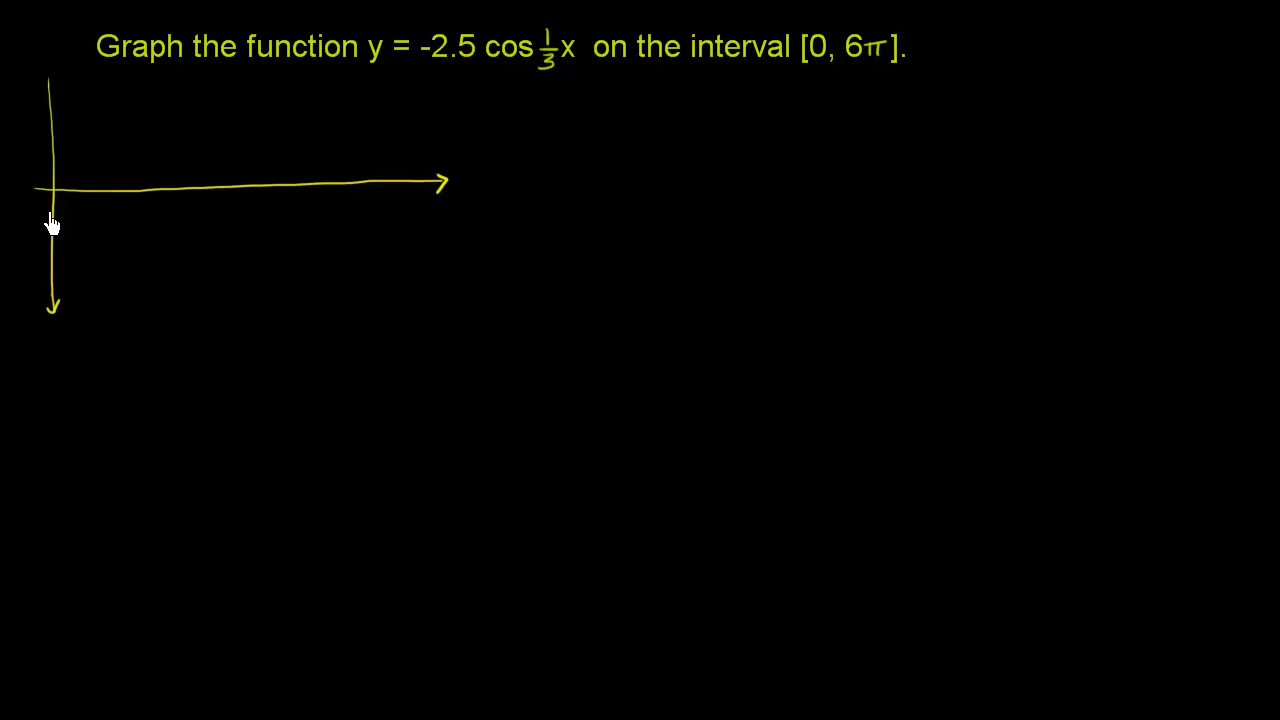 Graph the function y = -2.5 cos 1/3 x on the interval [0, 6π].